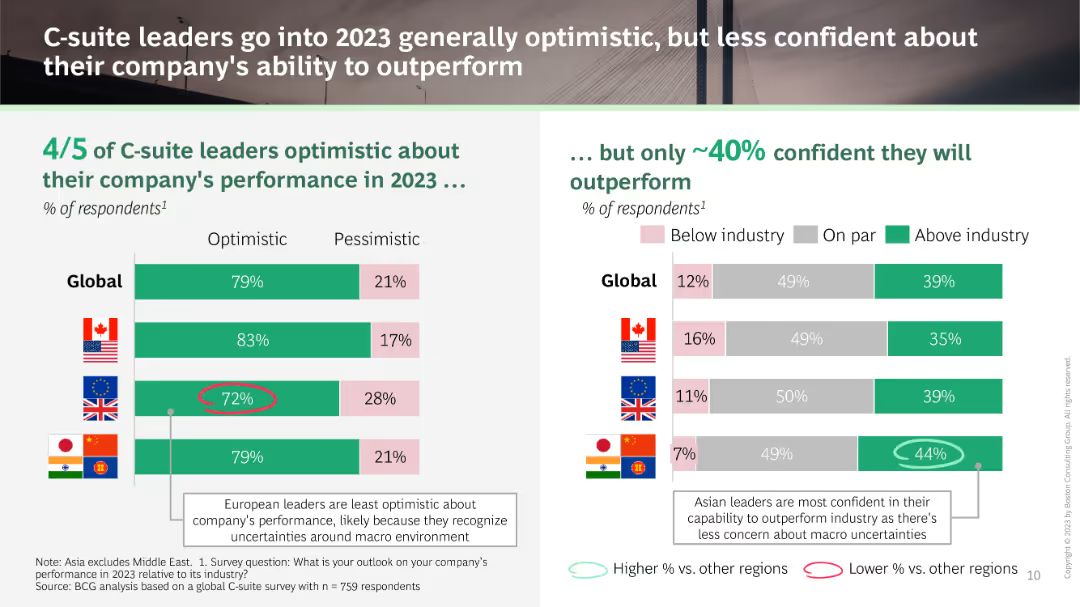 C-suite leaders go into 2023 generally optimistic, but less confident about
their company's ability to outperform
4/5 of C-suite leaders optimistic about
their company's performance in 2023 ...
% of respondents1
Optimistic Pessimistic
Global 79% 21%
83% 17%
72% 28%
79% 21%
European leaders are least optimistic about
company's performance, likely because they recognize
uncertainties around macro environment
... but only ~40% confident they will
outperform
% of respondents1
Below industry On par Above industry
Global 12% 49% 39%
16% 49% 35%
11% 50% 39%
7% 49% 44%
Asian leaders are most confident in their
capability to outperform industry as there's
less concern about macro uncertainties
Higher % vs. other regions Lower % vs. other regions
Note: Asia excludes Middle East. 1. Survey question: What is your outlook on your company's
performance in 2023 relative to its industry?
Source: BCG analysis based on a global C-suite survey with n = 759 respondents
10
Copyright © 2023 by Boston Consulting Group. All rights reserved.